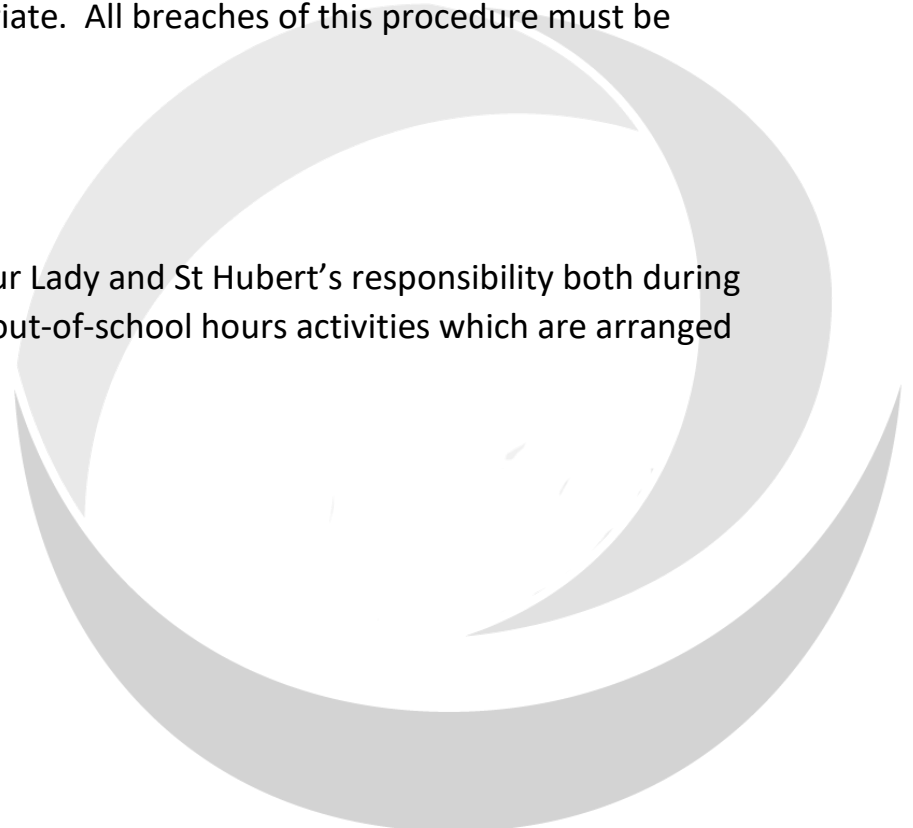 riate. All breaches of this procedure must be
ur Lady and St Hubert’s responsibility both during
out-of-school hours activities which are arranged